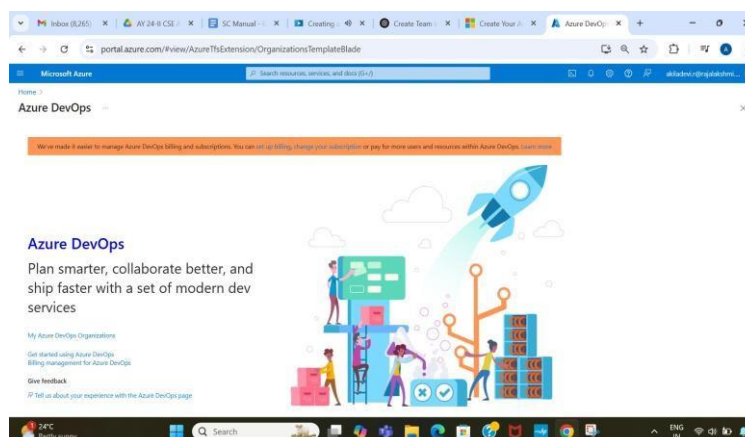 Inbox (8,265)
AY 24-II CSE
SC Manual -
Creating
Create Team
Create Your A
Azure DevOp
portal.azure.com/#view/AzureTfsExtension/OrganizationsTemplateBlade
Microsoft Azure
Search resources, services, and docs (G+/)
Home >
Azure DevOps
We've made it easier to manage Azure DevOps billing and subscriptions. You can set up billing, change your subscription or pay for more users and resources within Azure DevOps. Learn more
Azure DevOps
Plan smarter, collaborate better, and
ship faster with a set of modern dev
services
My Azure DevOps Organizations
Get started using Azure DevOps
Billing management for Azure DevOps
Give feedback
Tell us about your experience with the Azure DevOps page
24°C
Partly sunny
Search
ENG
IN